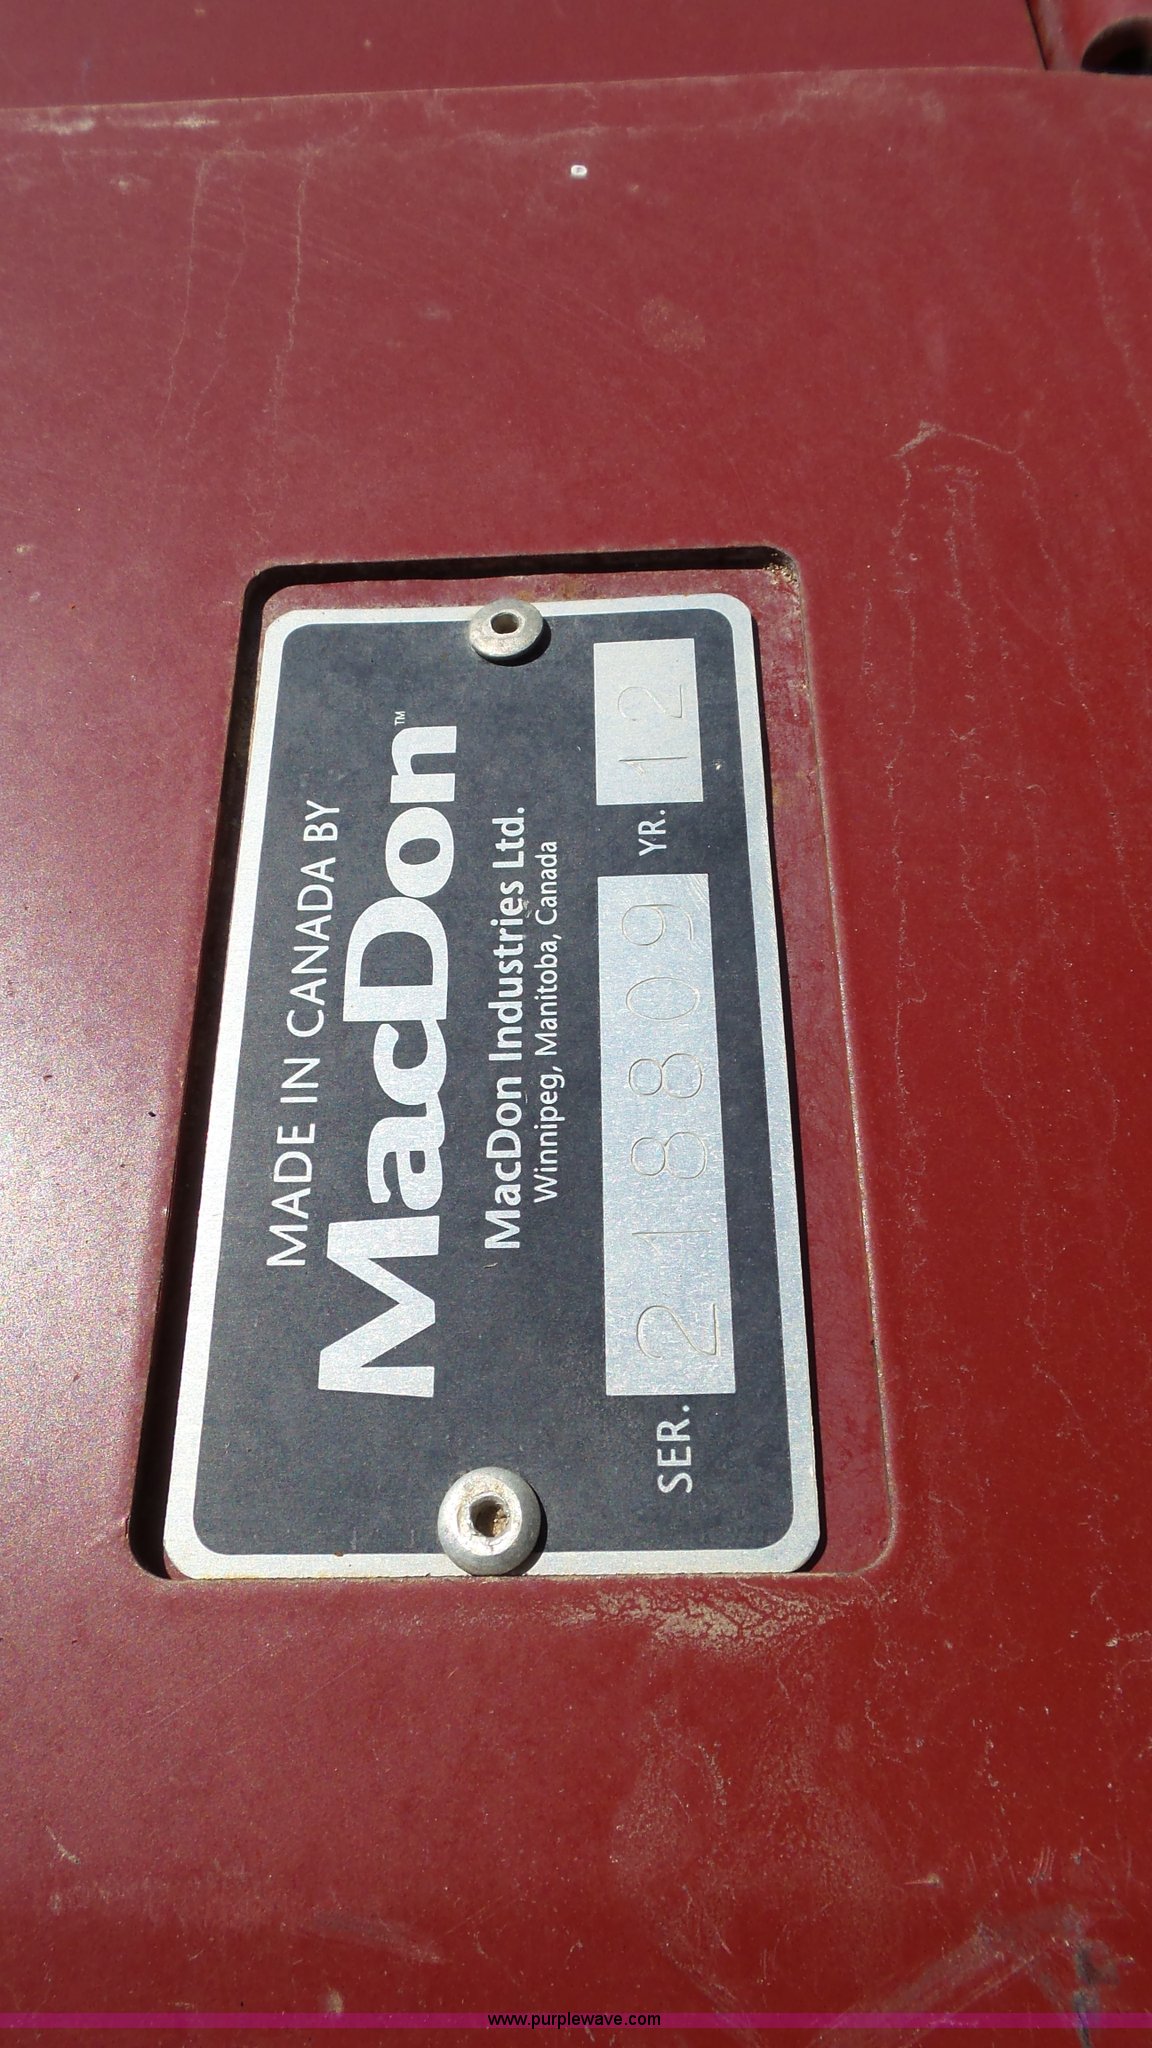 MADE IN CANADA BY
MacDon™
MacDon Industries Ltd.
Winnipeg, Manitoba, Canada
SER. 218809 YR. 12
www.purplewave.com